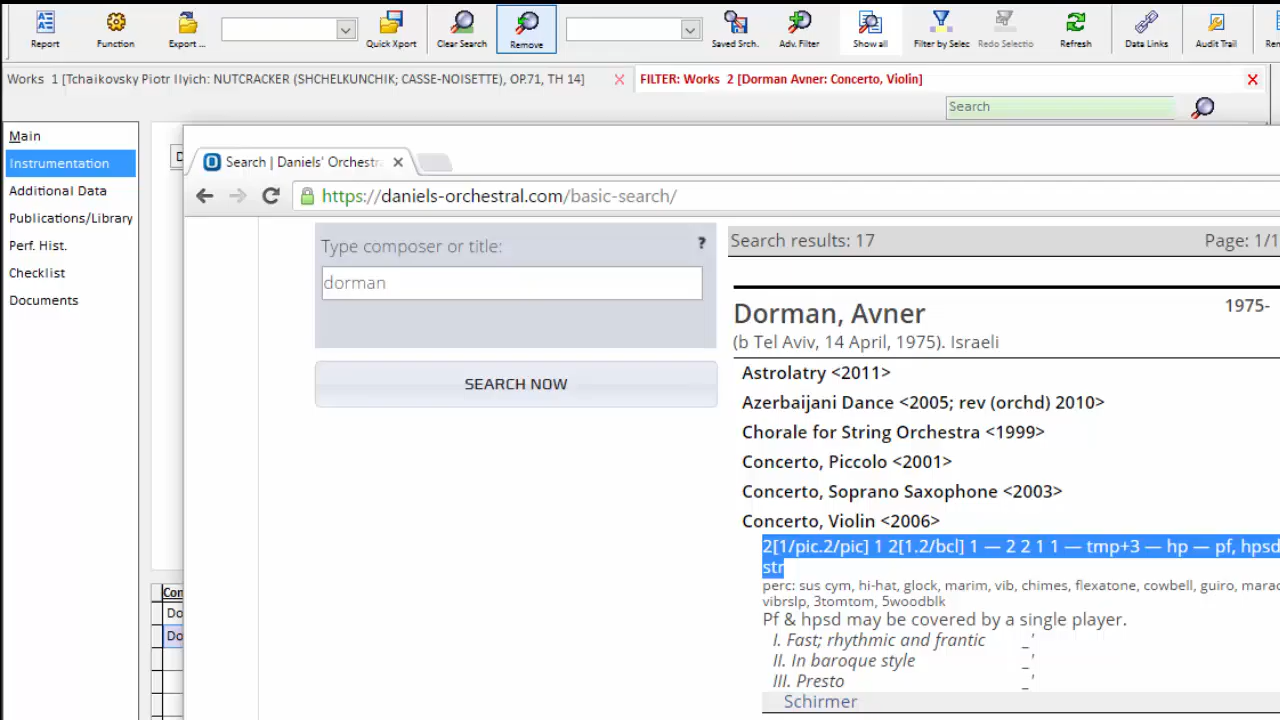 Report Function Export ... Quick Xport Clear Search Remove Saved Srch. Adv. Filter Show all Filter by Selec Redo Selectio Refresh Data Links Audit Trail
Works 1 [Tchaikovsky Piotr Ilyich: NUTCRACKER (SHCHELKUNCHIK; CASSE-NOISETTE), OP.71, TH 14] FILTER: Works 2 [Dorman Avner: Concerto, Violin]
Search
Main
Instrumentation
Additional Data
Publications/Library
Perf. Hist.
Checklist
Documents
Search | Daniels' Orchestra
https://daniels-orchestral.com/basic-search/
Type composer or title: ?
dorman
SEARCH NOW
Search results: 17 Page: 1/1
Dorman, Avner 1975-
(b Tel Aviv, 14 April, 1975). Israeli
Astrolatry <2011>
Azerbaijani Dance <2005; rev (orchd) 2010>
Chorale for String Orchestra <1999>
Concerto, Piccolo <2001>
Concerto, Soprano Saxophone <2003>
Concerto, Violin <2006>
2[1/pic.2/pic] 1 2[1.2/bcl] 1 — 2 2 1 1 — tmp+3 — hp — pf, hpsd
str
perc: sus cym, hi-hat, glock, marim, vib, chimes, flexatone, cowbell, guiro, marac
vibrslp, 3tomtom, 5woodblk
Pf & hpsd may be covered by a single player.
I. Fast; rhythmic and frantic _'
II. In baroque style _'
III. Presto _'
Schirmer
Con
Do
Do